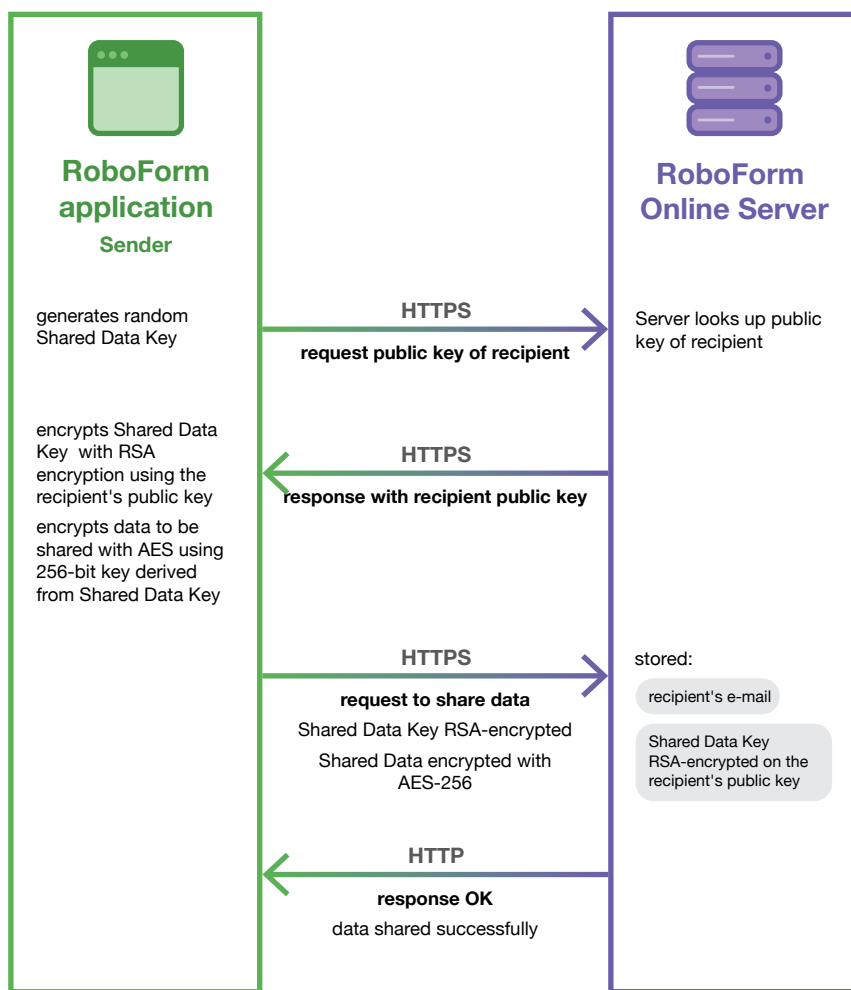 RoboForm
application
Sender
RoboForm
Online Server
generates random
Shared Data Key
HTTPS
request public key of recipient
Server looks up public
key of recipient
encrypts Shared Data
Key with RSA
encryption using the
recipient's public key
HTTPS
response with recipient public key
encrypts data to be
shared with AES using
256-bit key derived
from Shared Data Key
HTTPS
request to share data
Shared Data Key RSA-encrypted
Shared Data encrypted with
AES-256
stored:
recipient's e-mail
Shared Data Key
RSA-encrypted on the
recipient's public key
HTTP
response OK
data shared successfully